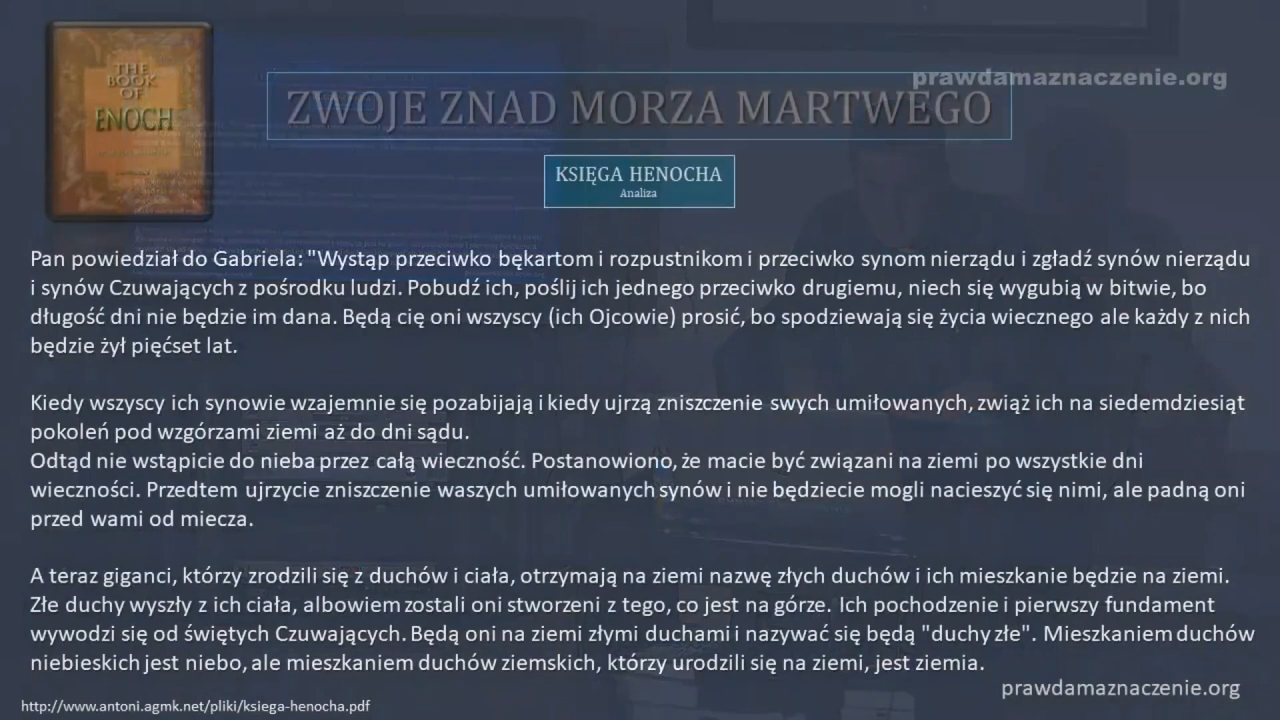 THE
BOOK
OF
ENOCH
prawdamaznaczenie.org
ZWOJE ZNAD MORZA MARTWEGO
KSIĘGA HENOCHA
Analiza
Pan powiedział do Gabriela: "Wystąp przeciwko bękartom i rozpustnikom i przeciwko synom nierządu i zgładź synów nierządu
i synów Czuwających z pośrodku ludzi. Pobudź ich, poślij ich jednego przeciwko drugiemu, niech się wygubią w bitwie, bo
długość dni nie będzie im dana. Będą cię oni wszyscy (ich Ojcowie) prosić, bo spodziewają się życia wiecznego ale każdy z nich
będzie żył pięćset lat.
Kiedy wszyscy ich synowie wzajemnie się pozabijają i kiedy ujrzą zniszczenie swych umiłowanych, zwiąż ich na siedemdziesiąt
pokoleń pod wzgórzami ziemi aż do dni sądu.
Odtąd nie wstąpicie do nieba przez całą wieczność. Postanowiono, że macie być związani na ziemi po wszystkie dni
wieczności. Przedtem ujrzycie zniszczenie waszych umiłowanych synów i nie będziecie mogli nacieszyć się nimi, ale padną oni
przed wami od miecza.
A teraz giganci, którzy zrodzili się z duchów i ciała, otrzymają na ziemi nazwę złych duchów i ich mieszkanie będzie na ziemi.
Złe duchy wyszły z ich ciała, albowiem zostali oni stworzeni z tego, co jest na górze. Ich pochodzenie i pierwszy fundament
wywodzi się od świętych Czuwających. Będą oni na ziemi złymi duchami i nazywać się będą "duchy złe". Mieszkaniem duchów
niebieskich jest niebo, ale mieszkaniem duchów ziemskich, którzy urodzili się na ziemi, jest ziemia.
prawdamaznaczenie.org
http://www.antoni.agmk.net/pliki/ksiega-henocha.pdf